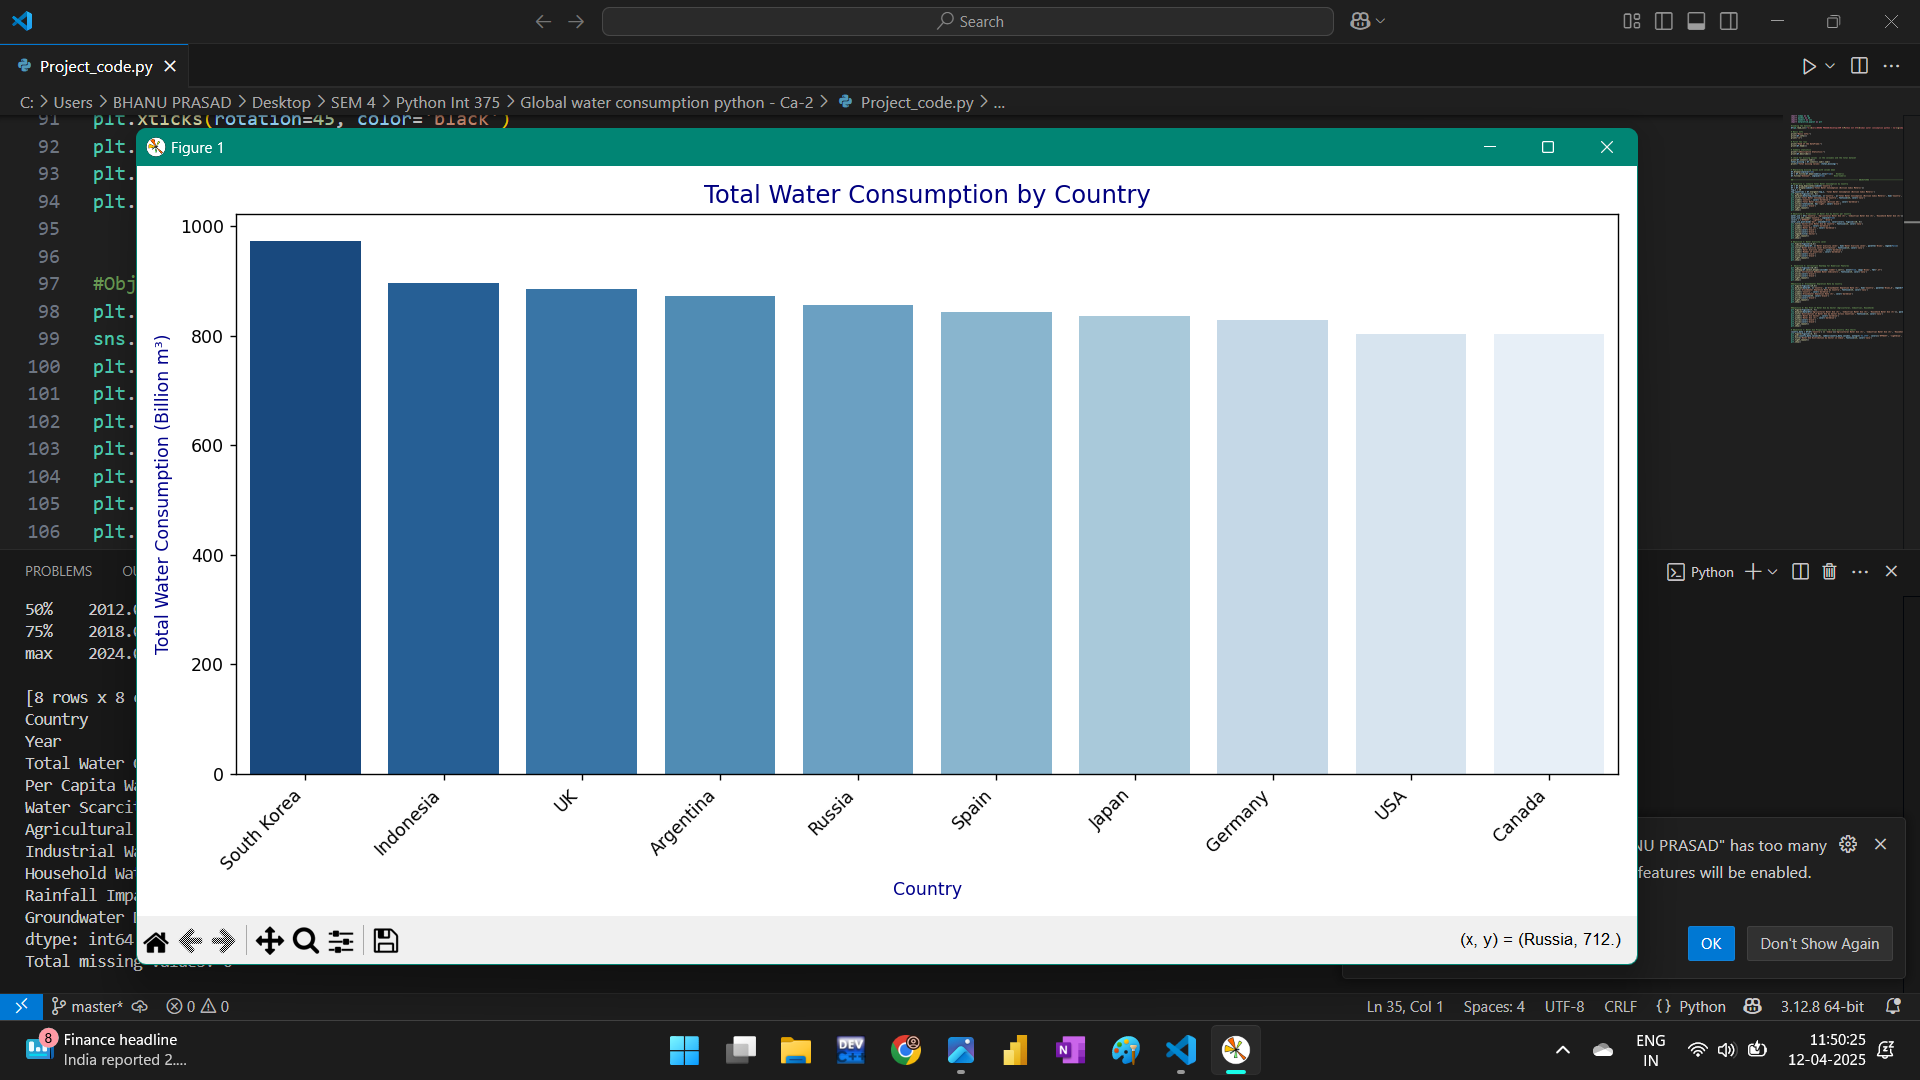 Search
Project_code.py
C: > Users > BHANU PRASAD > Desktop > SEM 4 > Python Int 375 > Global water consumption python - Ca-2 > Project_code.py > ...
91 plt.xticks(rotation=45, color='black')
92 plt.
93 plt.
94 plt.
95
96
97 #Obj
98 plt.
99 sns.
100 plt.
101 plt.
102 plt.
103 plt.
104 plt.
105 plt.
106 plt.
Figure 1
Total Water Consumption by Country
Total Water Consumption (Billion m³)
1000
800
600
400
200
0
South Korea
Indonesia
UK
Argentina
Russia
Spain
Japan
Germany
USA
Canada
Country
(x, y) = (Russia, 712.)
PROBLEMS
Python
50% 2012.
75% 2018.
max 2024.
[8 rows x 8
Country
Year
Total Water
Per Capita
Water
Agricultural
Industrial
Household
Rainfall
Groundwater
dtype: int64
Total missing values:
NU PRASAD" has too many
features will be enabled.
OK
Don't Show Again
master*
0 0
Ln 35, Col 1
Spaces: 4
UTF-8
CRLF
{} Python
3.12.8 64-bit
8
Finance headline
India reported 2....
DEV
C++
N
ENG
IN
11:50:25
12-04-2025